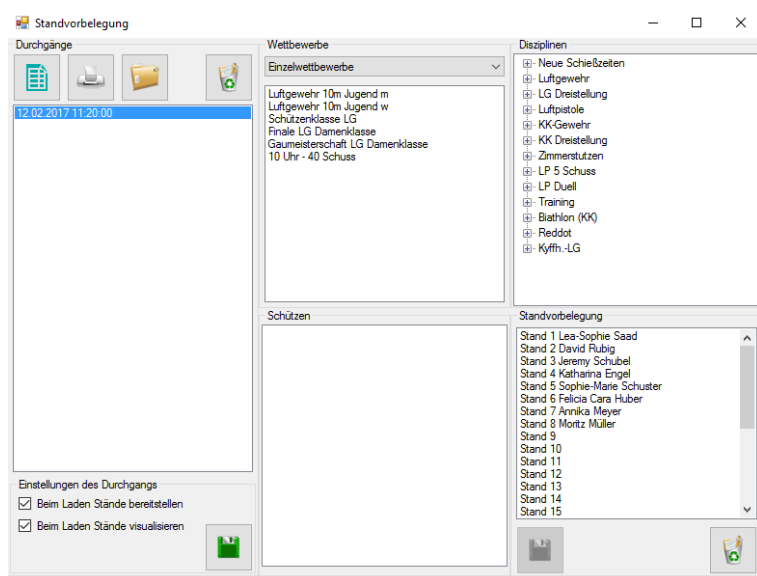 Standvorbelegung
Durchgänge
12.02.2017 11:20:00
Einstellungen des Durchgangs
Beim Laden Stände bereitstellen
Beim Laden Stände visualisieren
Wettbewerbe
Einzelwettbewerbe
Luftgewehr 10m Jugend m
Luftgewehr 10m Jugend w
Schützenklasse LG
Finale LG Damenklasse
Gaumeisterschaft LG Damenklasse
10 Uhr - 40 Schuss
Schützen
Disziplinen
Neue Schießzeiten
Luftgewehr
LG Dreistellung
Luftpistole
KK-Gewehr
KK Dreistellung
Zimmerstutzen
LP 5 Schuss
LP Duell
Training
Biathlon (KK)
Reddot
Kyffh.-LG
Standvorbelegung
Stand 1 Lea-Sophie Saad
Stand 2 David Rubig
Stand 3 Jeremy Schubel
Stand 4 Katharina Engel
Stand 5 Sophie-Marie Schuster
Stand 6 Felicia Cara Huber
Stand 7 Annika Meyer
Stand 8 Moritz Müller
Stand 9
Stand 10
Stand 11
Stand 12
Stand 13
Stand 14
Stand 15